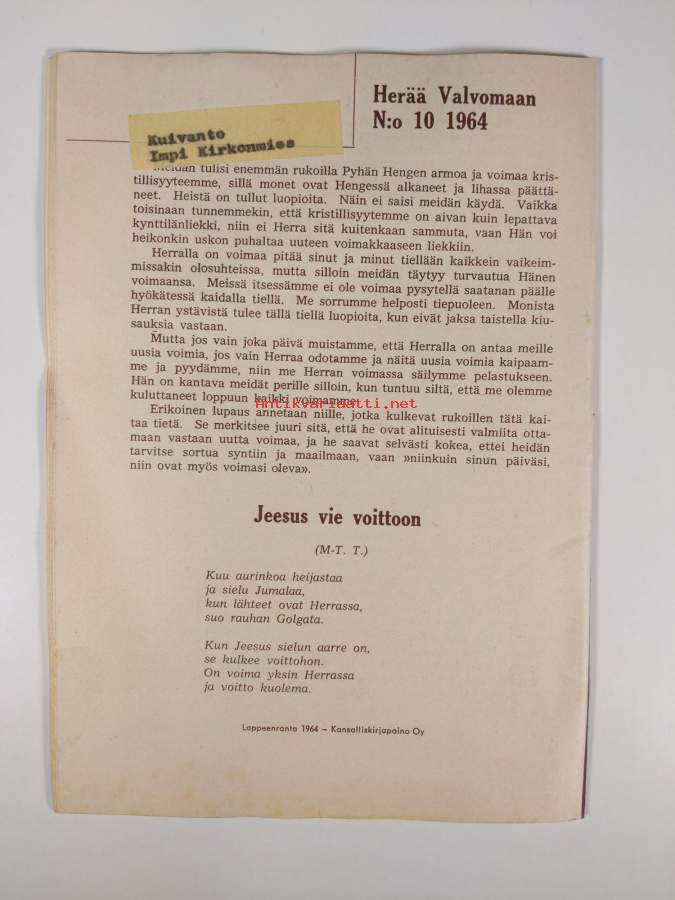 Herää Valvomaan
N:o 10 1964
Kuivanto
Impi Kirkonmies
Meidän tulisi enemmän rukoilla Pyhän Hengen armoa ja voimaa kris-
tillisyyteemme, sillä monet ovat Hengessä alkaneet ja lihassa päättä-
neet. Heistä on tullut luopioita. Näin ei saisi meidän käydä. Vaikka
toisinaan tunnemmekin, että kristillisyytemme on aivan kuin lepattava
kynttilänliekki, niin ei Herra sitä kuitenkaan sammuta, vaan Hän voi
heikonkin uskon puhaltaa uuteen voimakkaaseen liekkiin.
Herralla on voimaa pitää sinut ja minut tiellään kaikkein vaikeim-
missakin olosuhteissa, mutta silloin meidän täytyy turvautua Hänen
voimaansa. Meissä itsessämme ei ole voimaa pysytellä saatanan päälle
hyökätessä kaidalla tiellä. Me sorrumme helposti tiepuoleen. Monista
Herran ystävistä tulee tällä tiellä luopioita, kun eivät jaksa taistella kiu-
sauksia vastaan.
Mutta jos vain joka päivä muistamme, että Herralla on antaa meille
uusia voimia, jos vain Herraa odotamme ja näitä uusia voimia kaipaam-
me ja pyydämme, niin me Herran voimassa säilymme pelastukseen.
Hän on kantava meidät perille silloin, kun tuntuu siltä, että me olemme
kuluttaneet loppuun kaikki voimamme.
Antikvariaatti.net
Erikoinen lupaus annetaan niille, jotka kulkevat rukoillen tätä kai-
taa tietä. Se merkitsee juuri sitä, että he ovat alituisesti valmiita otta-
maan vastaan uutta voimaa, ja he saavat selvästi kokea, ettei heidän
tarvitse sortua syntiin ja maailmaan, vaan »niinkuin sinun päiväsi,
niin ovat myös voimasi oleva».
Jeesus vie voittoon
(M-T. T.)
Kuu aurinkoa heijastaa
ja sielu Jumalaa,
kun lähteet ovat Herrassa,
suo rauhan Golgata.
Kun Jeesus sielun aarre on,
se kulkee voittohon.
On voima yksin Herrassa
ja voitto kuolema.
Lappeenranta 1964 – Kansalliskirjapaino Oy